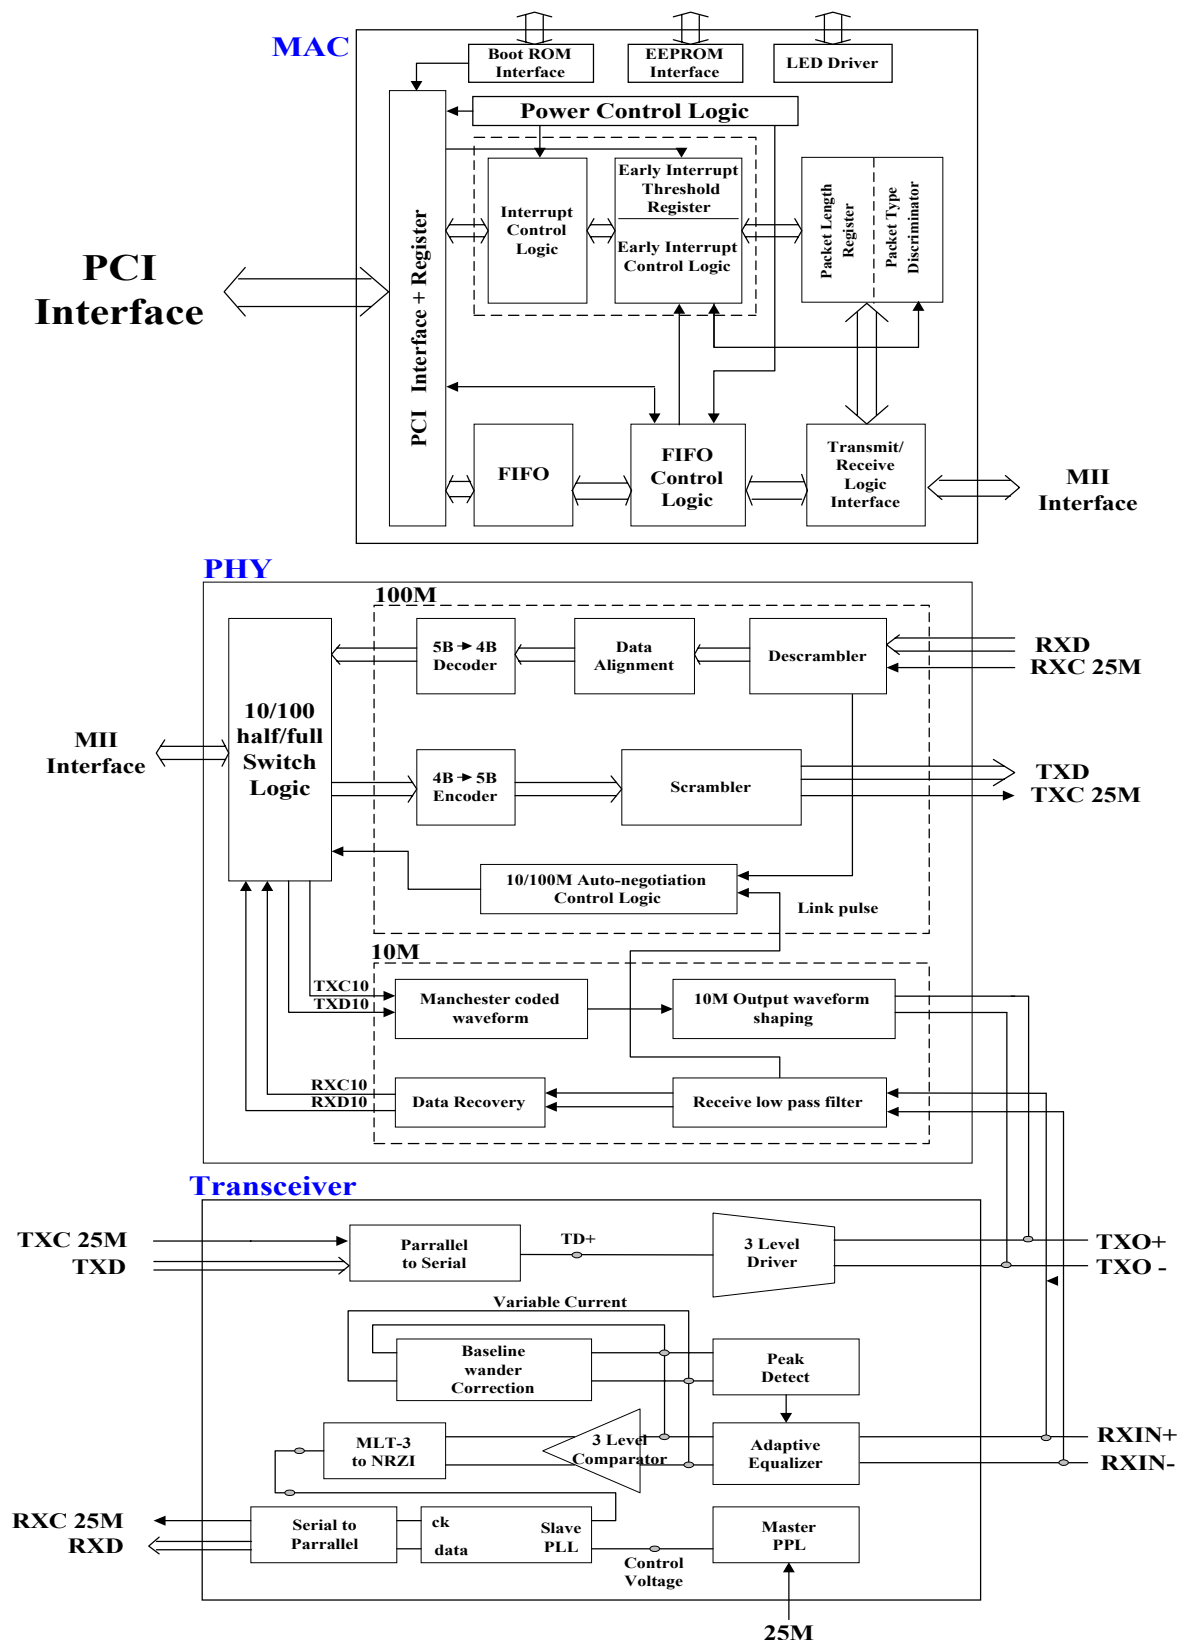 MAC
Boot ROM
Interface
EEPROM
Interface
LED Driver
Power Control Logic
PCI Interface + Register
Interrupt
Control
Logic
Early Interrupt
Threshold
Register
Early Interrupt
Control Logic
Packet Length
Register
Packet Type
Discriminator
PCI
Interface
FIFO
FIFO
Control
Logic
Transmit/
Receive
Logic
Interface
MII
Interface
PHY
100M
10/100
half/full
Switch
Logic
5B → 4B
Decoder
Data
Alignment
Descrambler
RXD
RXC 25M
MII
Interface
4B → 5B
Encoder
Scrambler
TXD
TXC 25M
10/100M Auto-negotiation
Control Logic
Link pulse
10M
TXC10
TXD10
Manchester coded
waveform
10M Output waveform
shaping
RXC10
RXD10
Data Recovery
Receive low pass filter
Transceiver
TXC 25M
TXD
Parrallel
to Serial
TD+
3 Level
Driver
TXO+
TXO -
Variable Current
Baseline
wander
Correction
Peak
Detect
MLT-3
to NRZI
3 Level
Comparator
Adaptive
Equalizer
RXIN+
RXIN-
RXC 25M
RXD
Serial to
Parrallel
ck
data
Slave
PLL
Control
Voltage
Master
PPL
25M